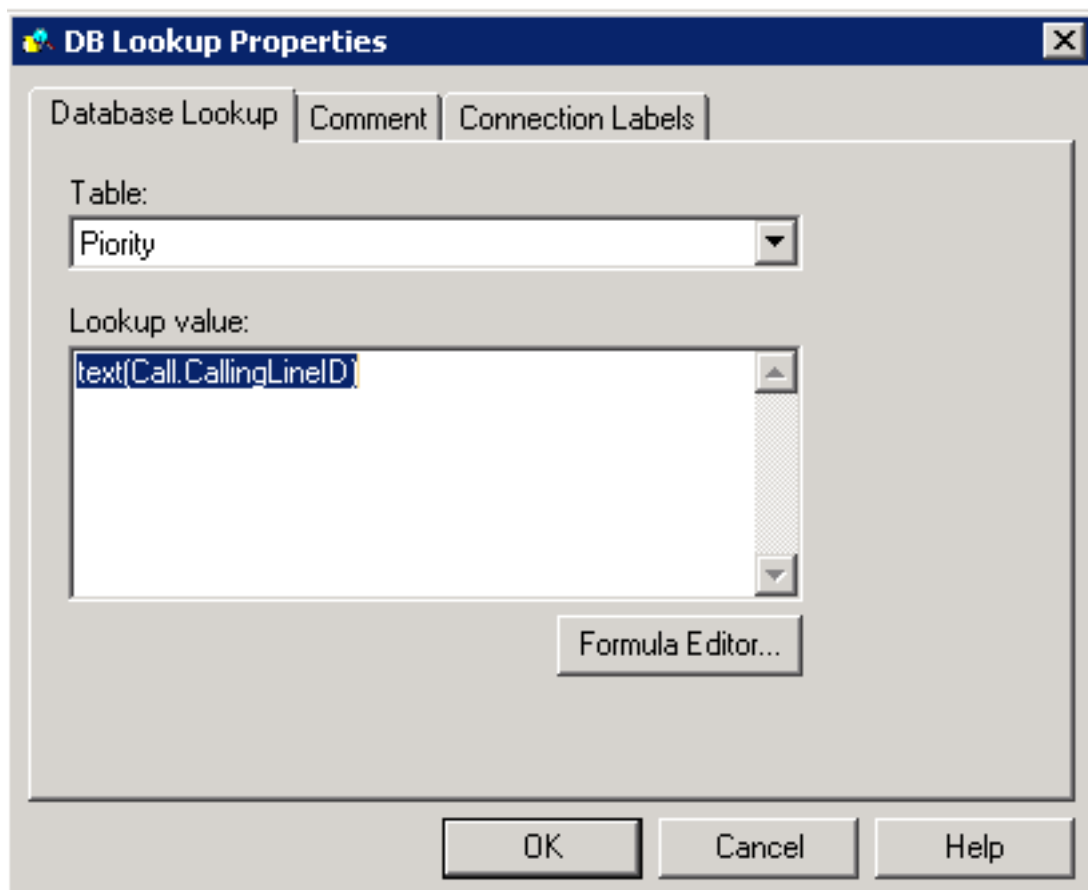 DB Lookup Properties
Database Lookup Comment Connection Labels
Table:
Piority
Lookup value:
text(Call.CallingLineID)
Formula Editor...
OK Cancel Help